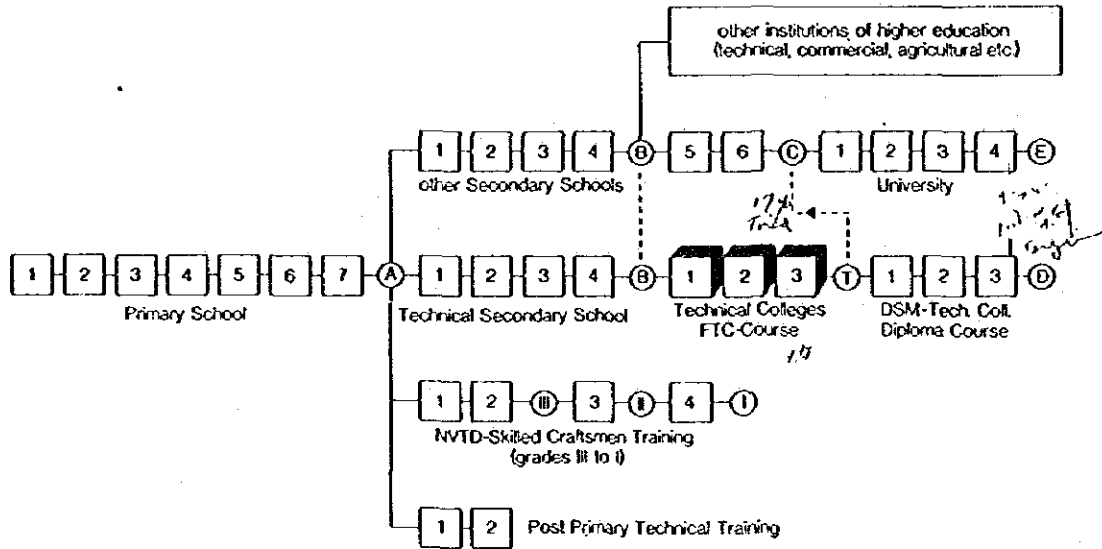 other institutions of higher education
(technical, commercial, agricultural etc.)
1 2 3 4 B 5 6 C 1 2 3 4 E
other Secondary Schools
University
1 2 3 4 5 6 7 A 1 2 3 4 B 1 2 3 T 1 2 3 D
Primary School
Technical Secondary School
Technical Colleges
FTC-Course
DSM-Tech. Coll.
Diploma Course
1 2 III 3 II 4 I
NVTD-Skilled Craftsmen Training
(grades III to I)
1 2 Post Primary Technical Training